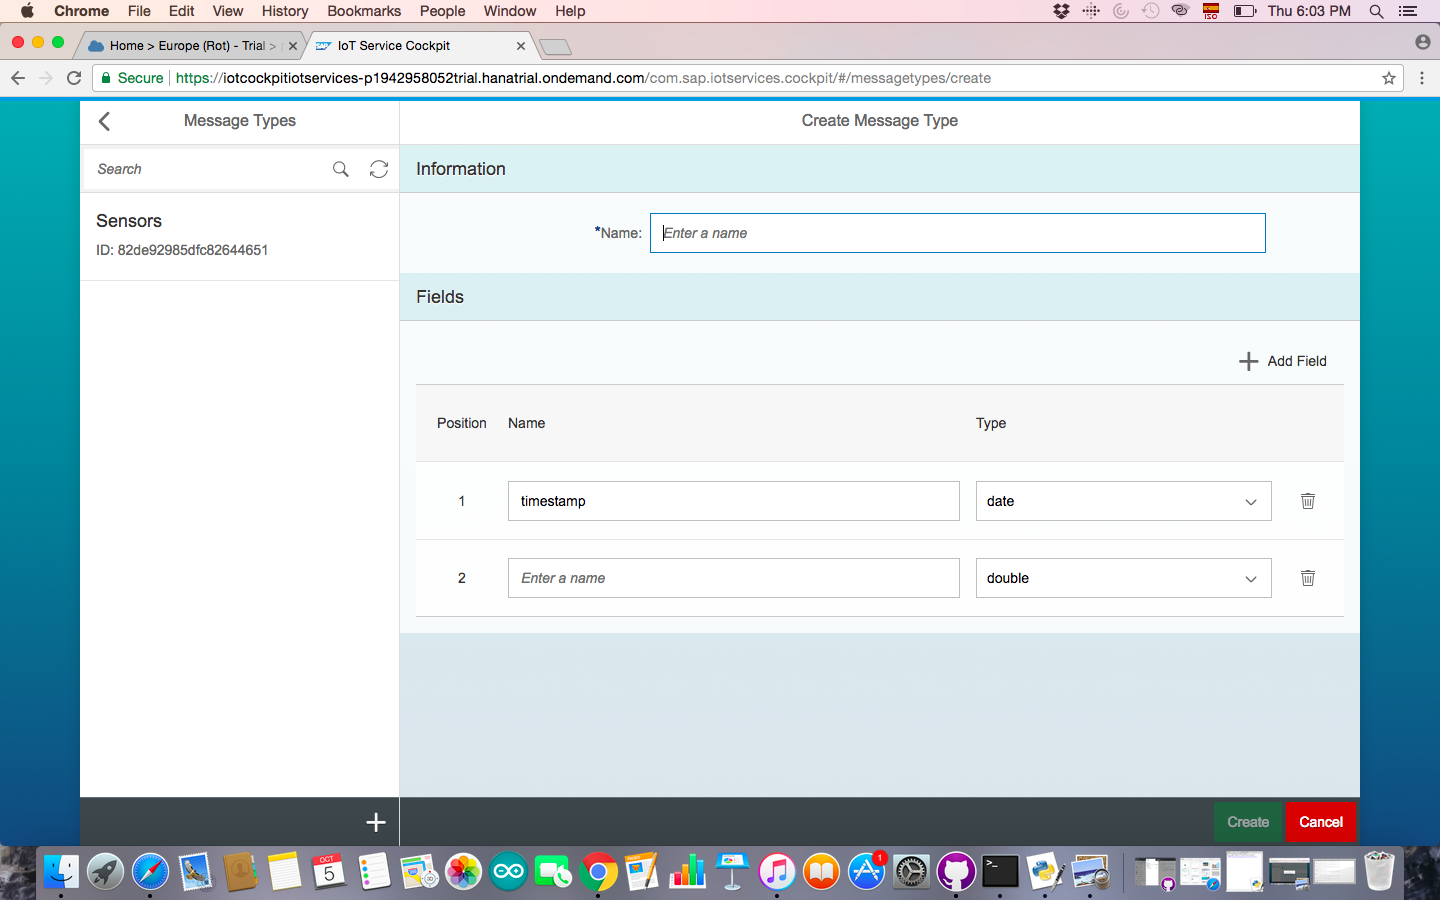 Chrome File Edit View History Bookmarks People Window Help ISO Thu 6:03 PM
Home > Europe (Rot) - Trial > SAP IoT Service Cockpit
Secure https://iotcockpitiotservices-p1942958052trial.hanatrial.ondemand.com/com.sap.iotservices.cockpit/#/messagetypes/create
Message Types
Create Message Type
Search
Information
Sensors
ID: 82de92985dfc82644651
*Name: Enter a name
Fields
Add Field
Position Name Type
1 timestamp date
2 Enter a name double
Create Cancel
OCT
5
1